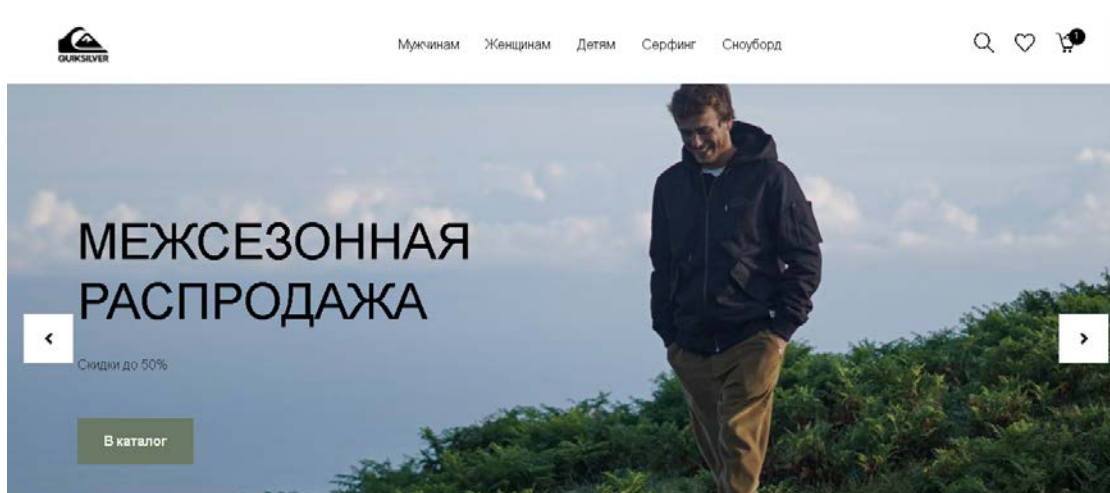 QUIKSILVER
Мужчинам Женщинам Детям Серфинг Сноуборд
1
МЕЖСЕЗОННАЯ
РАСПРОДАЖА
Скидки до 50%
В каталог